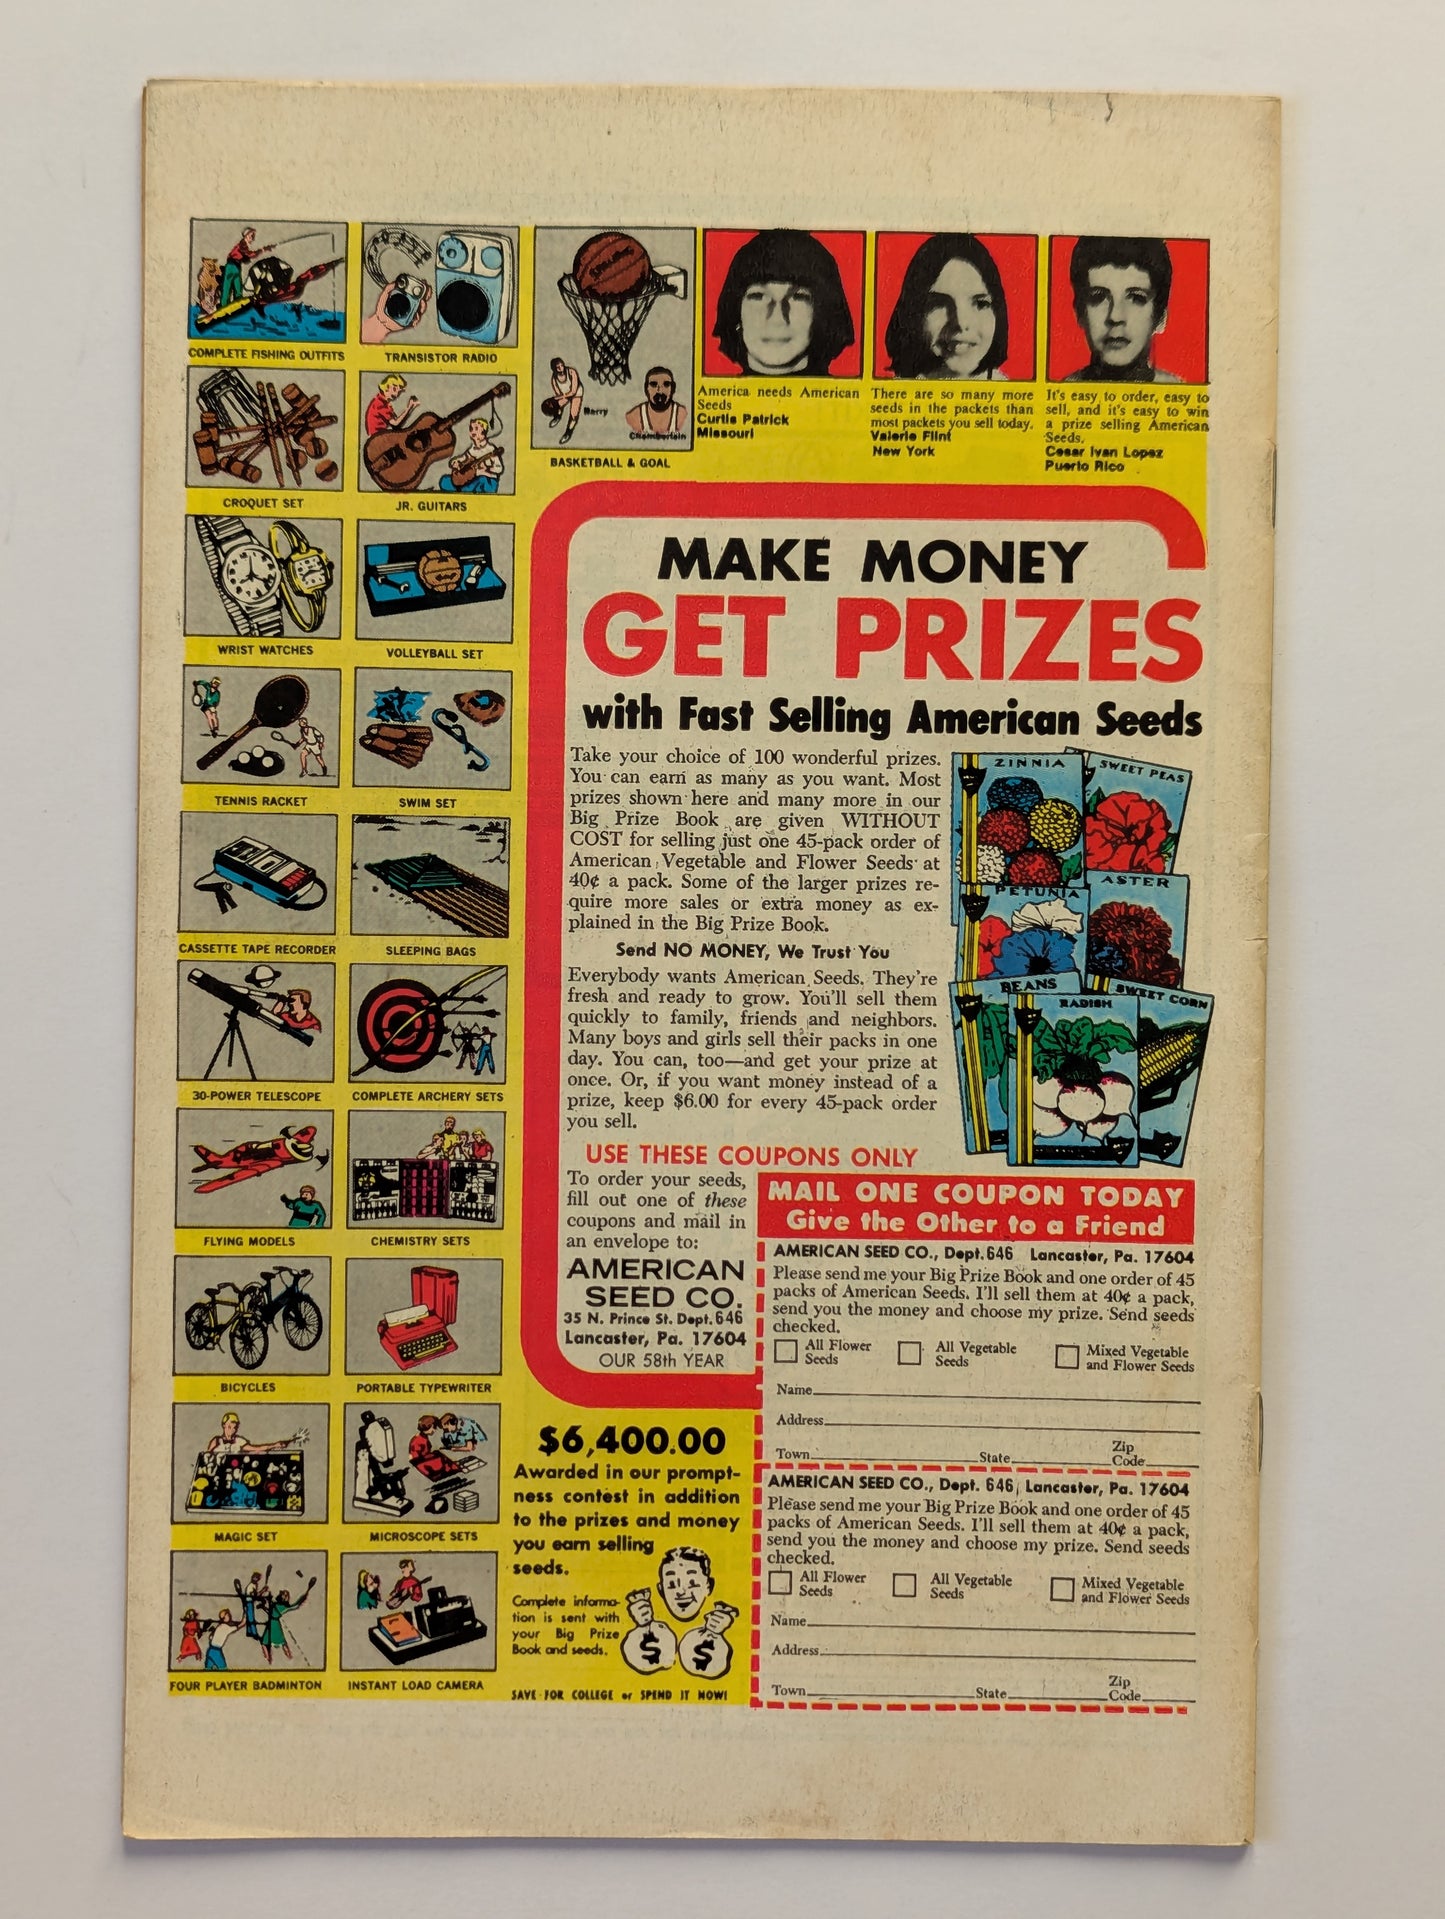 COMPLETE FISHING OUTFITS
TRANSISTOR RADIO
CROQUET SET
JR. GUITARS
WRIST WATCHES
VOLLEYBALL SET
TENNIS RACKET
SWIM SET
CASSETTE TAPE RECORDER
SLEEPING BAGS
30-POWER TELESCOPE
COMPLETE ARCHERY SETS
FLYING MODELS
CHEMISTRY SETS
BICYCLES
PORTABLE TYPEWRITER
MAGIC SET
MICROSCOPE SETS
FOUR PLAYER BADMINTON
INSTANT LOAD CAMERA
Barry
Chamberlain
BASKETBALL & GOAL
America needs American
Seeds
Curtis Patrick
Missouri
There are so many more
seeds in the packets than
most packets you sell today.
Valerie Flint
New York
It's easy to order, easy to
sell, and it's easy to win
a prize selling American
Seeds.
Cesar Ivan Lopez
Puerto Rico
MAKE MONEY
GET PRIZES
with Fast Selling American Seeds
Take your choice of 100 wonderful prizes.
You can earn as many as you want. Most
prizes shown here and many more in our
Big Prize Book are given WITHOUT
COST for selling just one 45-pack order of
American Vegetable and Flower Seeds at
40¢ a pack. Some of the larger prizes re-
quire more sales or extra money as ex-
plained in the Big Prize Book.
Send NO MONEY, We Trust You
Everybody wants American Seeds. They're
fresh and ready to grow. You'll sell them
quickly to family, friends and neighbors.
Many boys and girls sell their packs in one
day. You can, too—and get your prize at
once. Or, if you want money instead of a
prize, keep $6.00 for every 45-pack order
you sell.
ZINNIA
SWEET PEAS
PETUNIA
ASTER
BEANS
RADISH
SWEET CORN
USE THESE COUPONS ONLY
To order your seeds,
fill out one of these
coupons and mail in
an envelope to:
AMERICAN
SEED CO.
35 N. Prince St. Dept. 646
Lancaster, Pa. 17604
OUR 58th YEAR
MAIL ONE COUPON TODAY
Give the Other to a Friend
AMERICAN SEED CO., Dept. 646 Lancaster, Pa. 17604
Please send me your Big Prize Book and one order of 45
packs of American Seeds. I'll sell them at 40¢ a pack,
send you the money and choose my prize. Send seeds
checked.
All Flower Seeds
All Vegetable Seeds
Mixed Vegetable and Flower Seeds
Name
Address
Town State Zip Code
AMERICAN SEED CO., Dept. 646, Lancaster, Pa. 17604
Please send me your Big Prize Book and one order of 45
packs of American Seeds. I'll sell them at 40¢ a pack,
send you the money and choose my prize. Send seeds
checked.
All Flower Seeds
All Vegetable Seeds
Mixed Vegetable and Flower Seeds
Name
Address
Town State Zip Code
$6,400.00
Awarded in our prompt-
ness contest in addition
to the prizes and money
you earn selling
seeds.
Complete informa-
tion is sent with
your Big Prize
Book and seeds.
$ $
SAVE FOR COLLEGE or SPEND IT NOW!